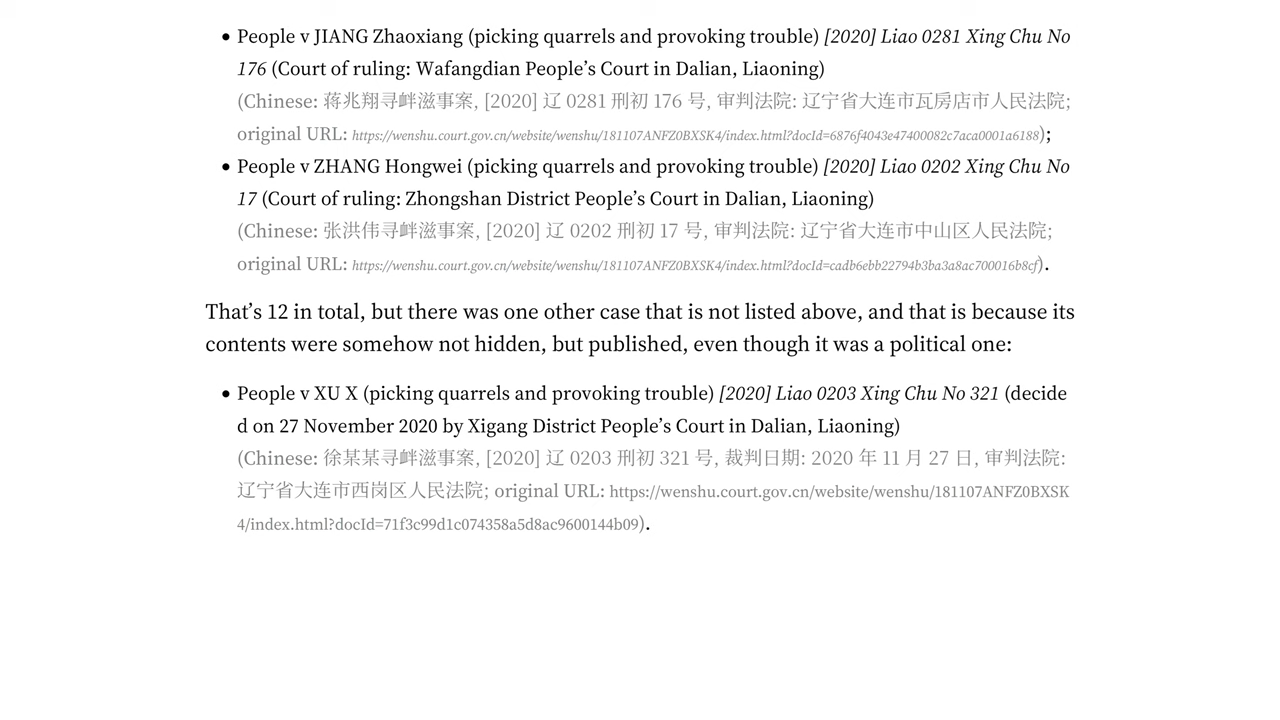 • People v JIANG Zhaoxiang (picking quarrels and provoking trouble) [2020] Liao 0281 Xing Chu No
176 (Court of ruling: Wafangdian People’s Court in Dalian, Liaoning)
(Chinese: 蒋兆翔寻衅滋事案, [2020] 辽 0281 刑初 176 号, 审判法院: 辽宁省大连市瓦房店市人民法院;
original URL: https://wenshu.court.gov.cn/website/wenshu/181107ANFZ0BXSK4/index.html?docId=6876f4043e47400082c7aca0001a6188);
• People v ZHANG Hongwei (picking quarrels and provoking trouble) [2020] Liao 0202 Xing Chu No
17 (Court of ruling: Zhongshan District People’s Court in Dalian, Liaoning)
(Chinese: 张洪伟寻衅滋事案, [2020] 辽 0202 刑初 17 号, 审判法院: 辽宁省大连市中山区人民法院;
original URL: https://wenshu.court.gov.cn/website/wenshu/181107ANFZ0BXSK4/index.html?docId=cadb6ebb22794b3ba3a8ac700016b8cf).
That’s 12 in total, but there was one other case that is not listed above, and that is because its
contents were somehow not hidden, but published, even though it was a political one:
• People v XU X (picking quarrels and provoking trouble) [2020] Liao 0203 Xing Chu No 321 (decide
d on 27 November 2020 by Xigang District People’s Court in Dalian, Liaoning)
(Chinese: 徐某某寻衅滋事案, [2020] 辽 0203 刑初 321 号, 裁判日期: 2020 年 11 月 27 日, 审判法院:
辽宁省大连市西岗区人民法院; original URL: https://wenshu.court.gov.cn/website/wenshu/181107ANFZ0BXSK
4/index.html?docId=71f3c99d1c074358a5d8ac9600144b09).